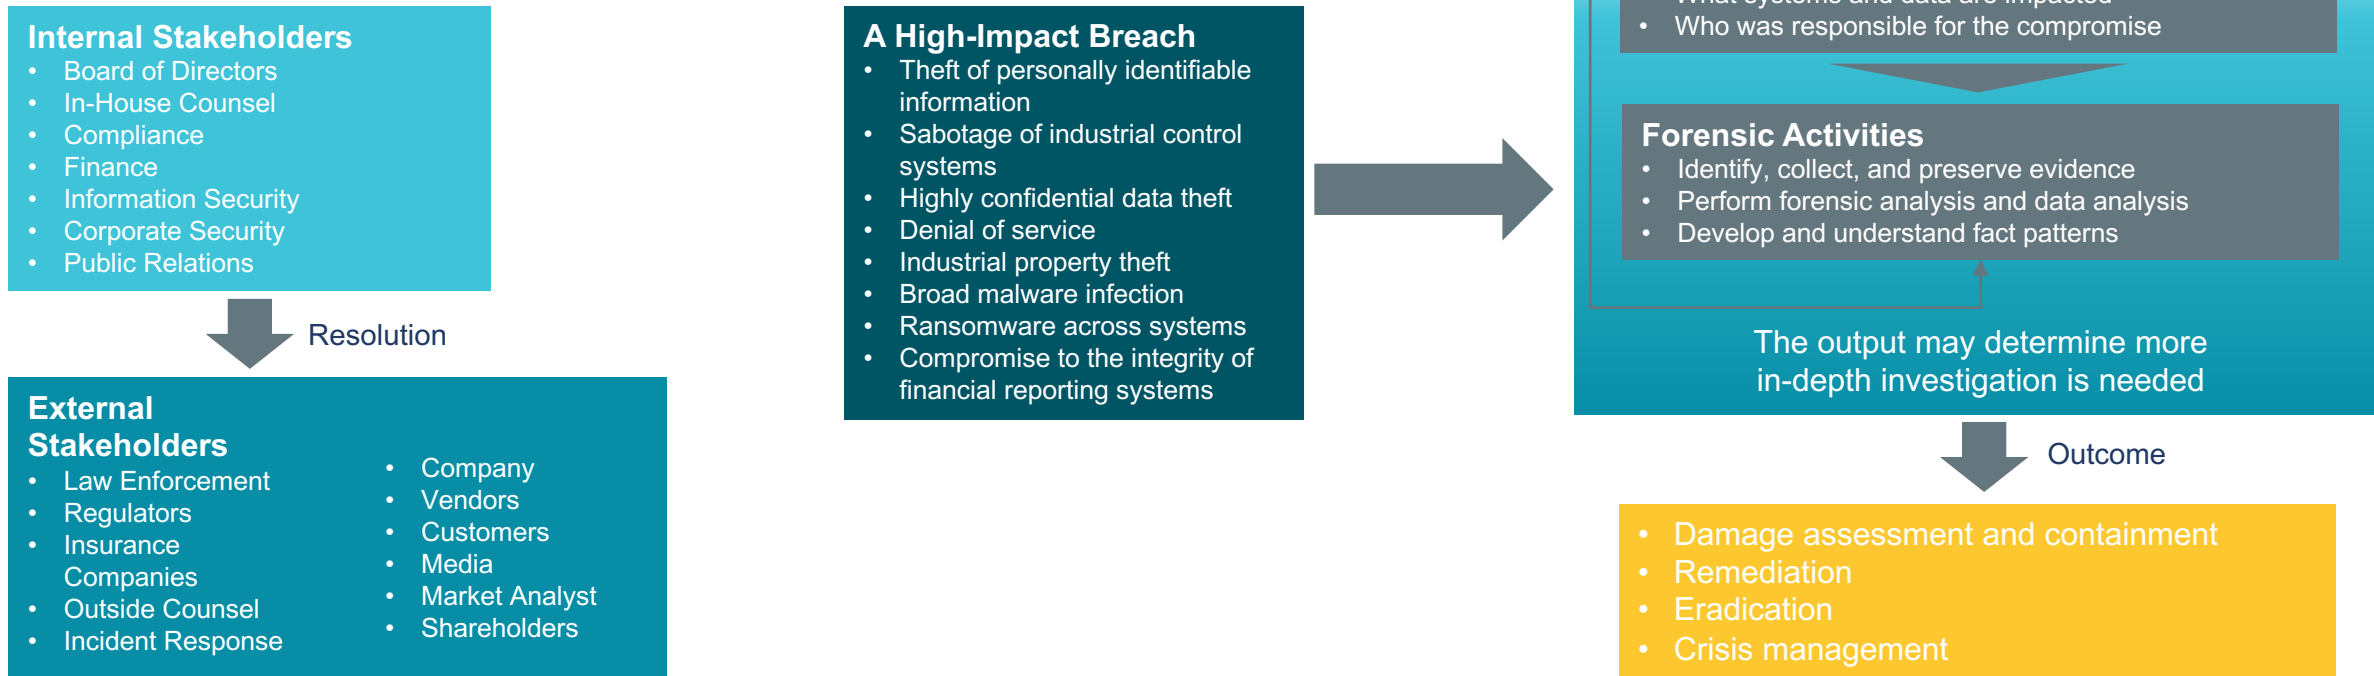 Internal Stakeholders
• Board of Directors
• In-House Counsel
• Compliance
• Finance
• Information Security
• Corporate Security
• Public Relations
Resolution
External
Stakeholders
• Law Enforcement
• Regulators
• Insurance
Companies
• Outside Counsel
• Incident Response
• Company
• Vendors
• Customers
• Media
• Market Analyst
• Shareholders
A High-Impact Breach
• Theft of personally identifiable
information
• Sabotage of industrial control
systems
• Highly confidential data theft
• Denial of service
• Industrial property theft
• Broad malware infection
• Ransomware across systems
• Compromise to the integrity of
financial reporting systems
What systems and data are impacted
• Who was responsible for the compromise
Forensic Activities
• Identify, collect, and preserve evidence
• Perform forensic analysis and data analysis
• Develop and understand fact patterns
The output may determine more
in-depth investigation is needed
Outcome
• Damage assessment and containment
• Remediation
• Eradication
• Crisis management